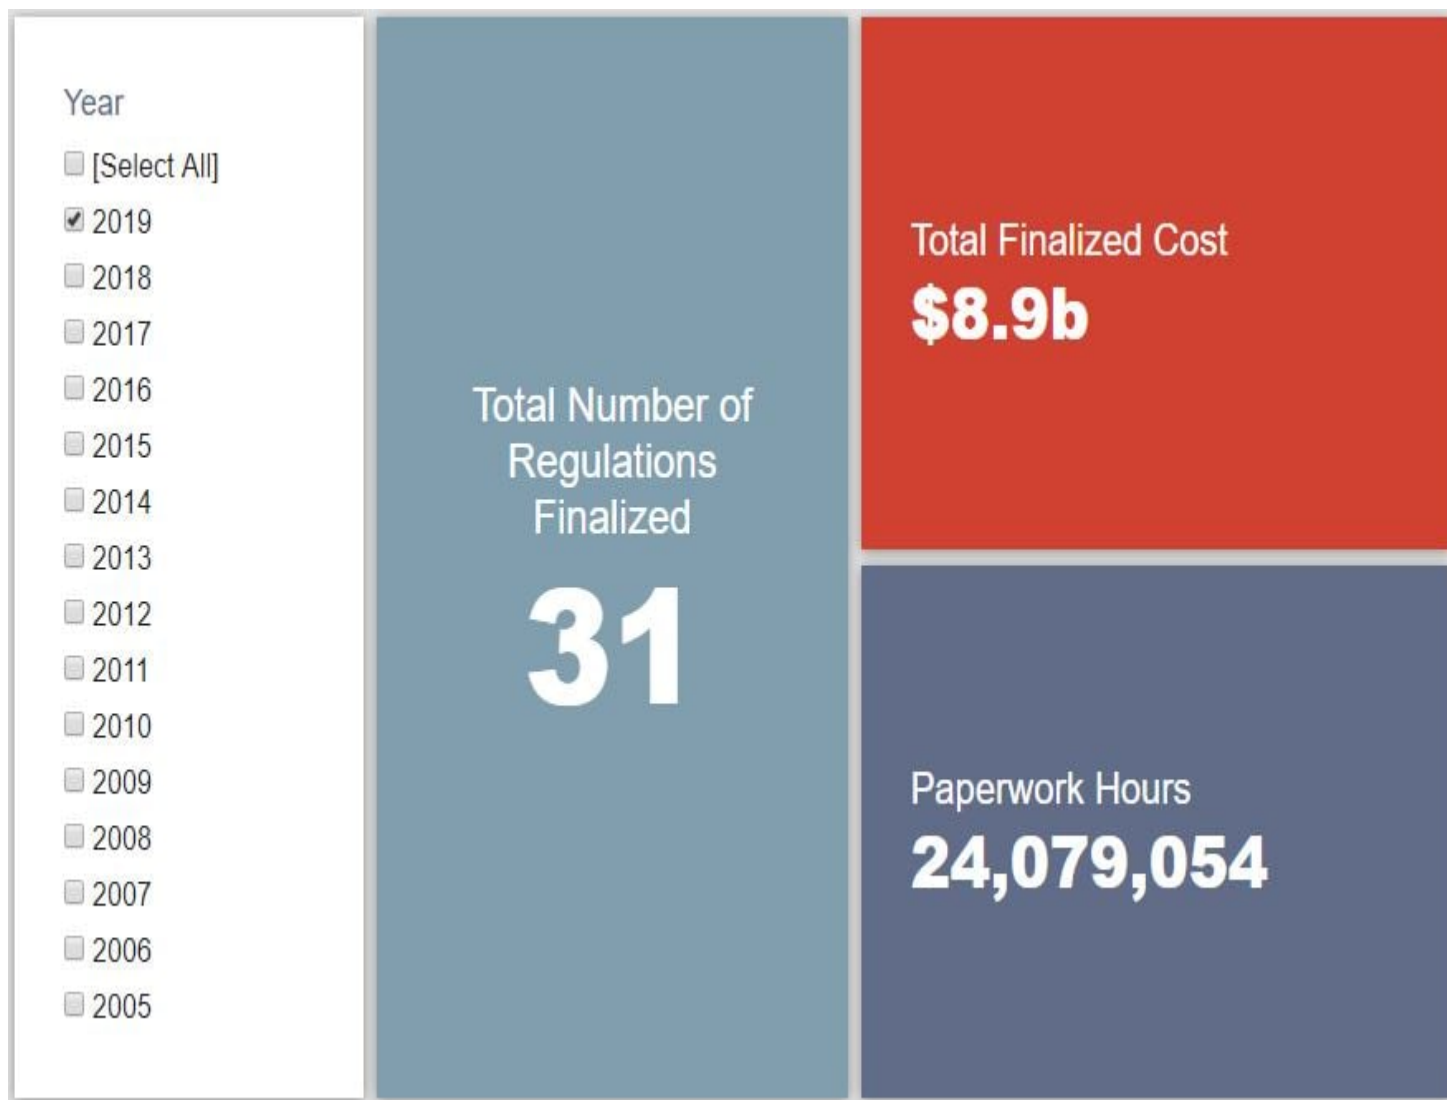 Year
[Select All]
2019
2018
2017
2016
2015
2014
2013
2012
2011
2010
2009
2008
2007
2006
2005
Total Number of
Regulations
Finalized
31
Total Finalized Cost
$8.9b
Paperwork Hours
24,079,054